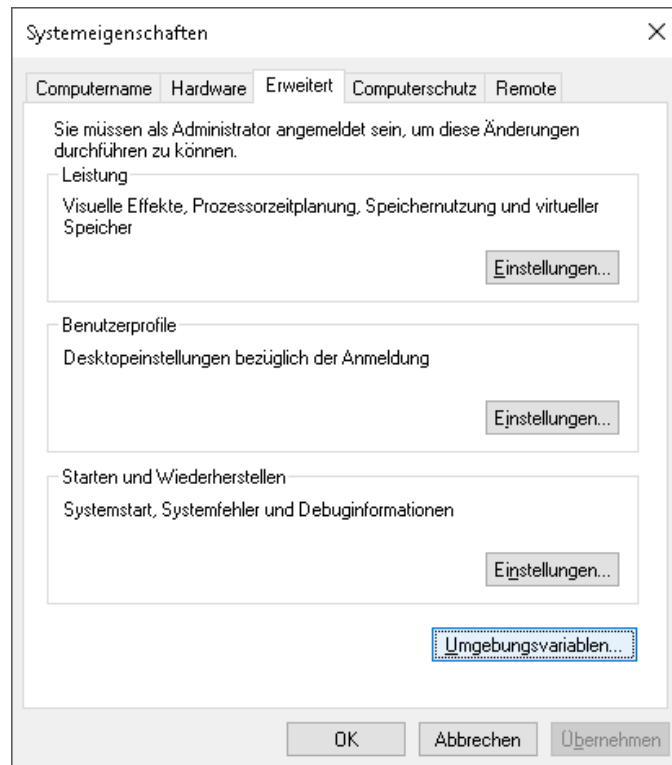 Systemeigenschaften
Computername Hardware Erweitert Computerschutz Remote
Sie müssen als Administrator angemeldet sein, um diese Änderungen
durchführen zu können.
Leistung
Visuelle Effekte, Prozessorzeitplanung, Speichernutzung und virtueller
Speicher
Einstellungen...
Benutzerprofile
Desktopeinstellungen bezüglich der Anmeldung
Einstellungen...
Starten und Wiederherstellen
Systemstart, Systemfehler und Debuginformationen
Einstellungen...
Umgebungsvariablen...
OK Abbrechen Übernehmen